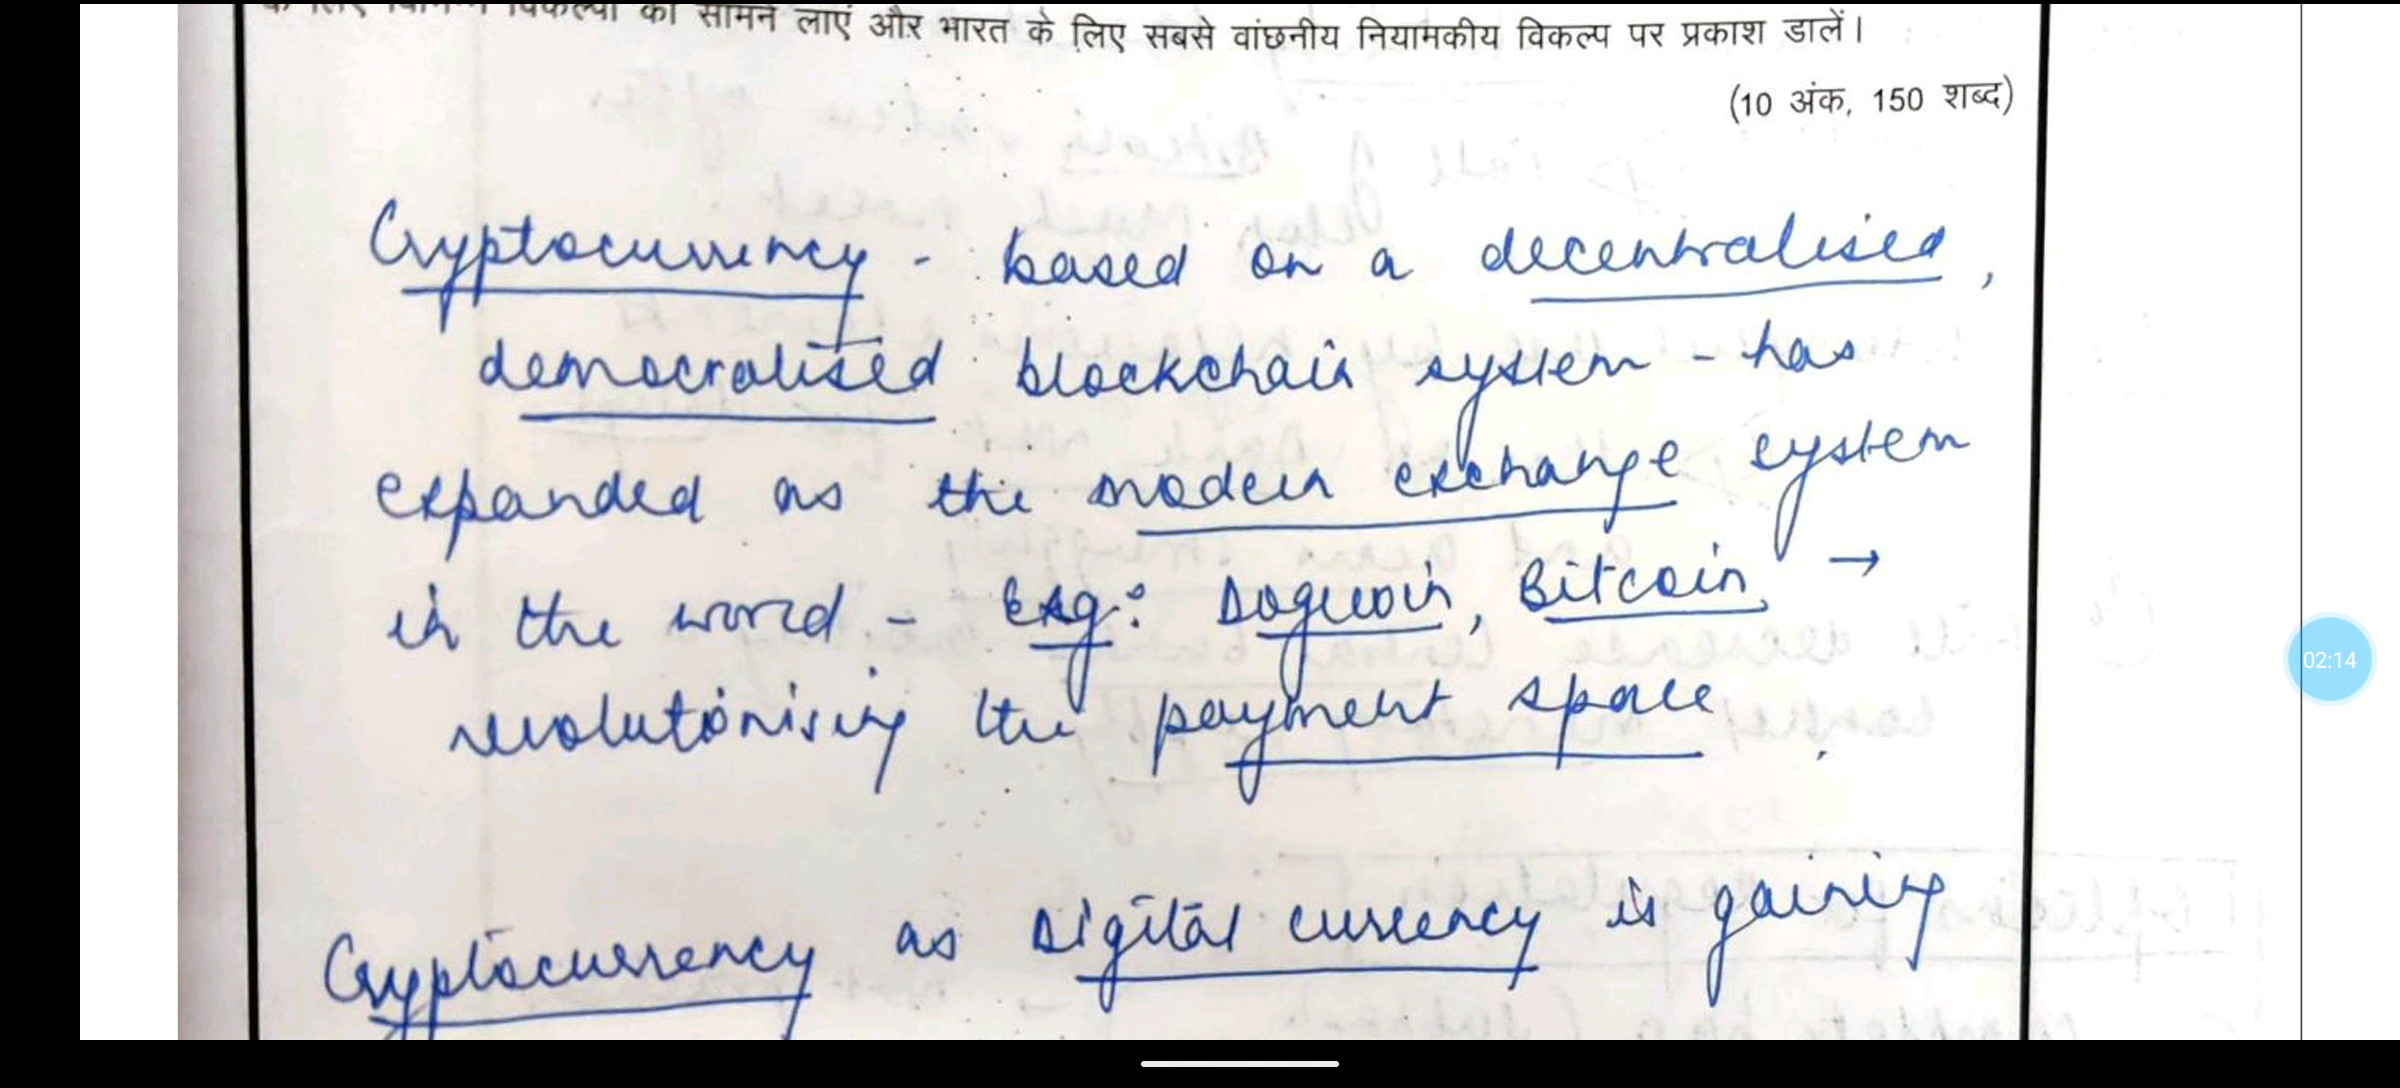 के लिए विभिन्न विकल्पों को सामने लाएं और भारत के लिए सबसे वांछनीय नियामकीय विकल्प पर प्रकाश डालें।
(10 अंक, 150 शब्द)
Cryptocurrency - based on a decentralised,
democratised blockchain system - has
expanded as the modern exchange system
in the world - Eg: Dogecoin, Bitcoin →
revolutionising the payment space.
Cryptocurrency as Digital currency is gaining
02:14